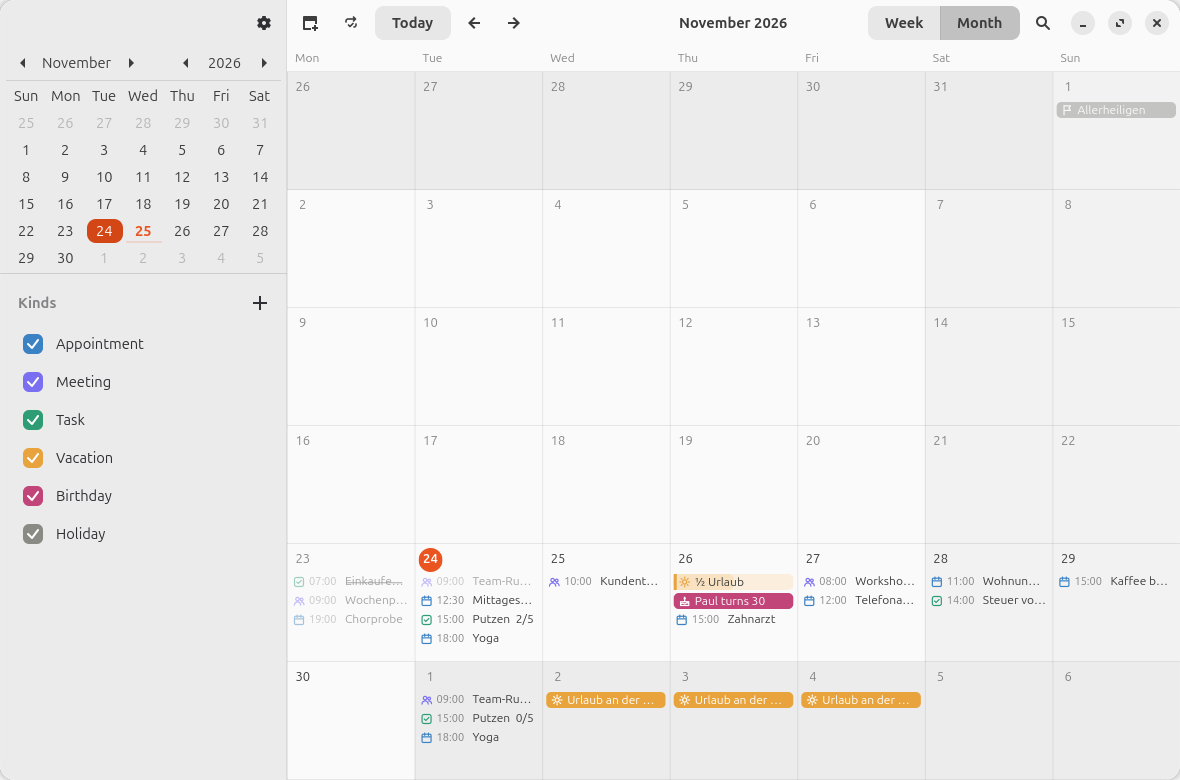 Today
November 2026
Week Month
November 2026
Sun Mon Tue Wed Thu Fri Sat
25 26 27 28 29 30 31
1 2 3 4 5 6 7
8 9 10 11 12 13 14
15 16 17 18 19 20 21
22 23 24 25 26 27 28
29 30 1 2 3 4 5
Kinds
Appointment
Meeting
Task
Vacation
Birthday
Holiday
Mon Tue Wed Thu Fri Sat Sun
26 27 28 29 30 31 1
Allerheiligen
2 3 4 5 6 7 8
9 10 11 12 13 14 15
16 17 18 19 20 21 22
23 24 25 26 27 28 29
07:00 Einkaufe... 09:00 Team-Ru... 10:00 Kundent... ½ Urlaub 08:00 Worksho... 11:00 Wohnun... 15:00 Kaffee b...
09:00 Wochenp... 12:30 Mittages... Paul turns 30 12:00 Telefona... 14:00 Steuer vo...
19:00 Chorprobe 15:00 Putzen 2/5 15:00 Zahnarzt
18:00 Yoga
30 1 2 3 4 5 6
09:00 Team-Ru... Urlaub an der ... Urlaub an der ... Urlaub an der ...
15:00 Putzen 0/5
18:00 Yoga